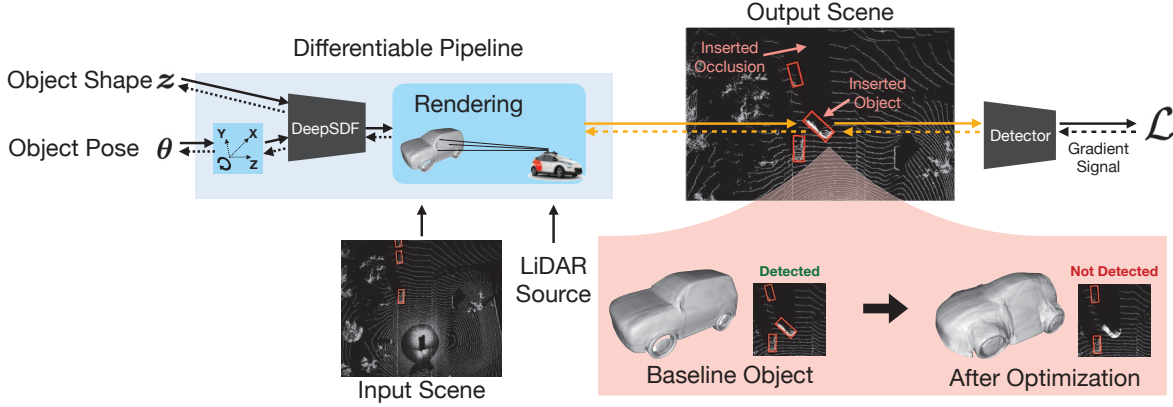 Output Scene
Differentiable Pipeline
Inserted
Occlusion
Object Shape z
Rendering
Inserted
Object
DeepSDF
Detector
ℒ
Y X
Z
Object Pose θ
Gradient
Signal
LiDAR
Source
Input Scene
Detected
Not Detected
Baseline Object
After Optimization